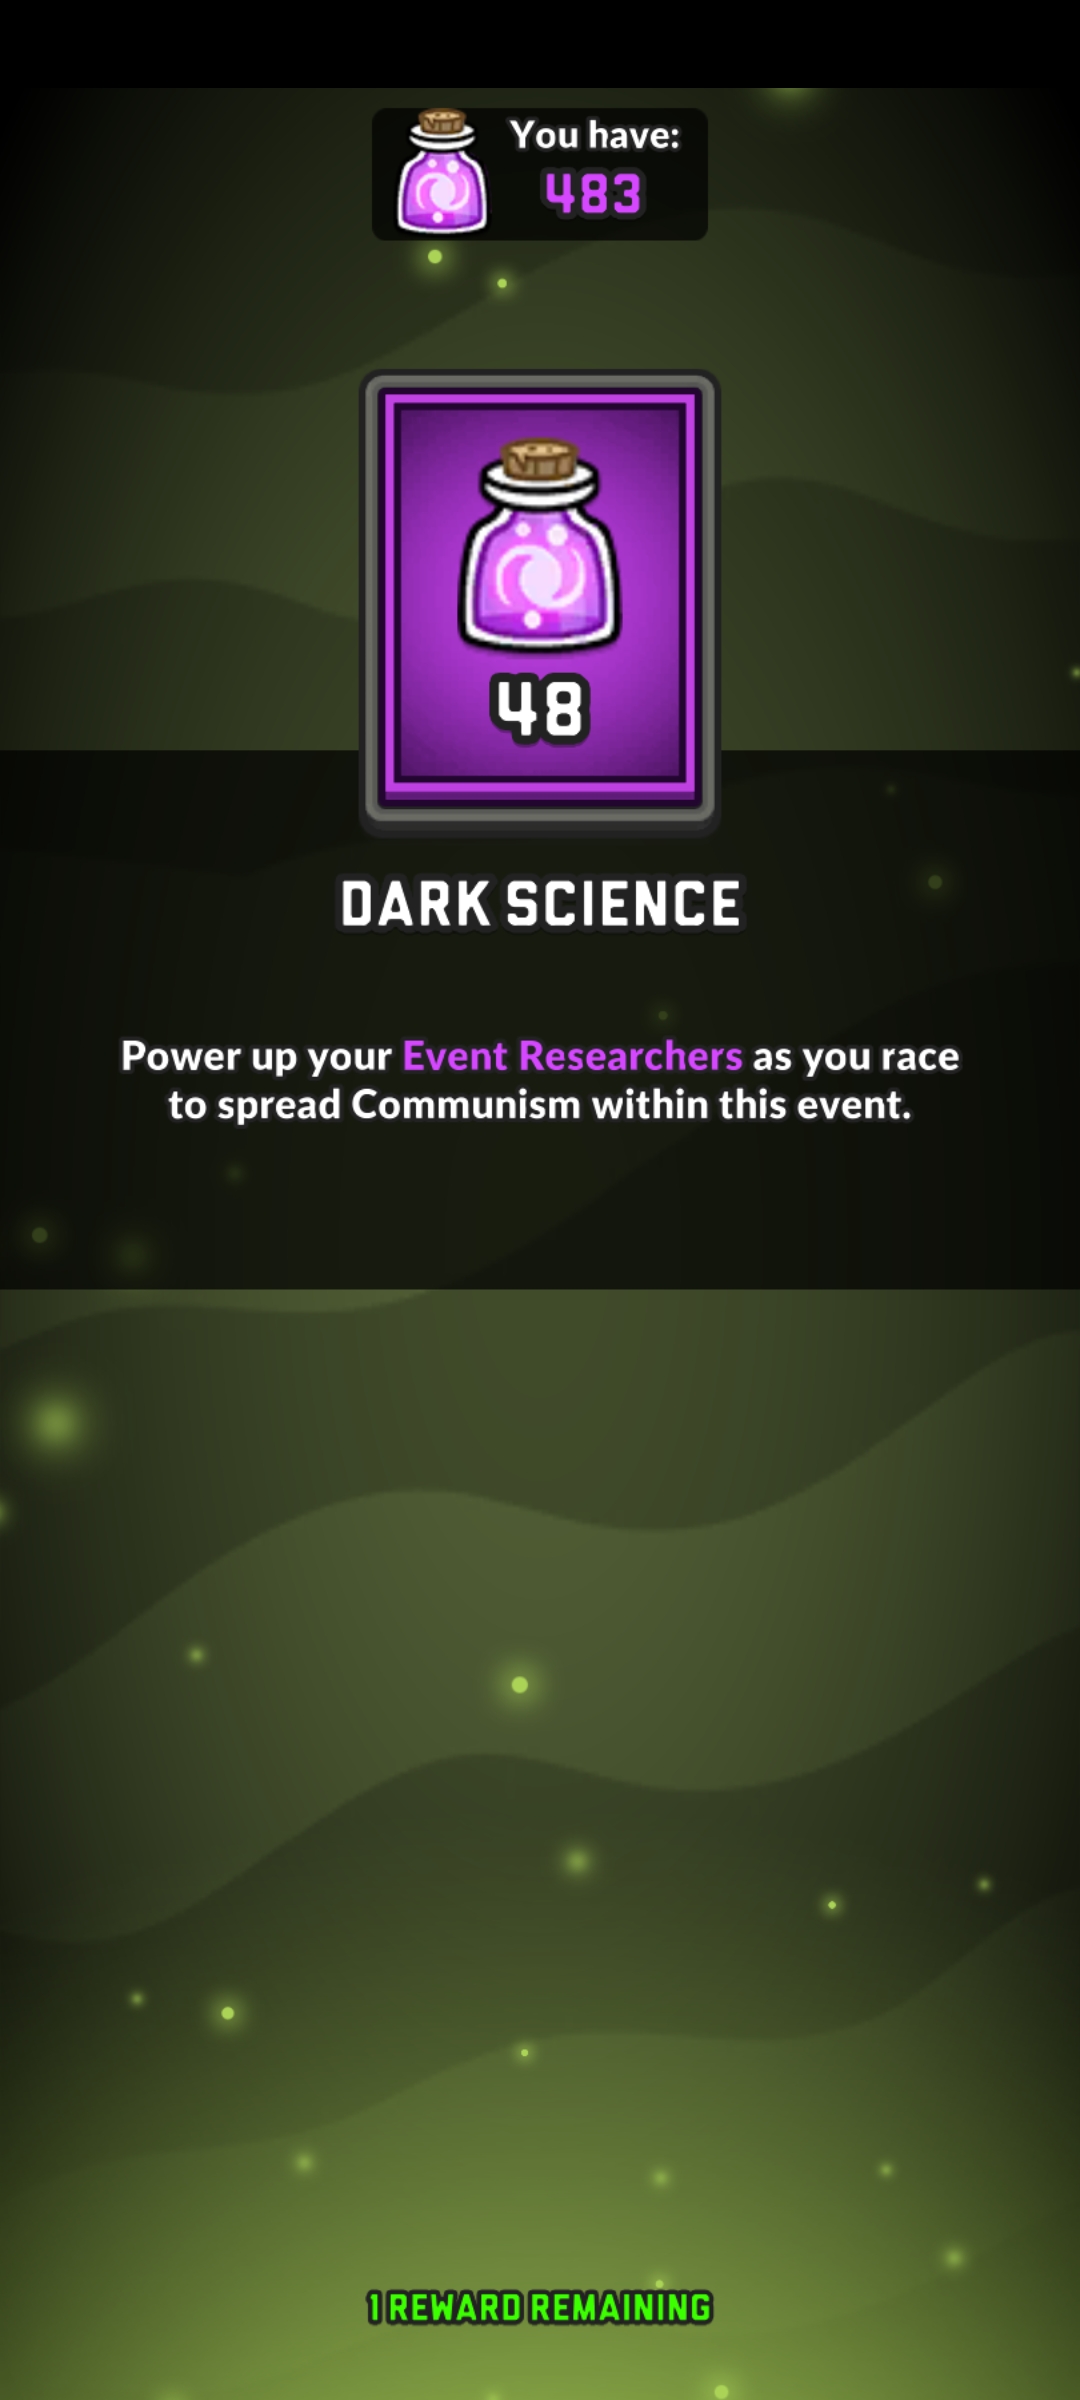 You have:
483
48
DARK SCIENCE
Power up your Event Researchers as you race
to spread Communism within this event.
1 REWARD REMAINING